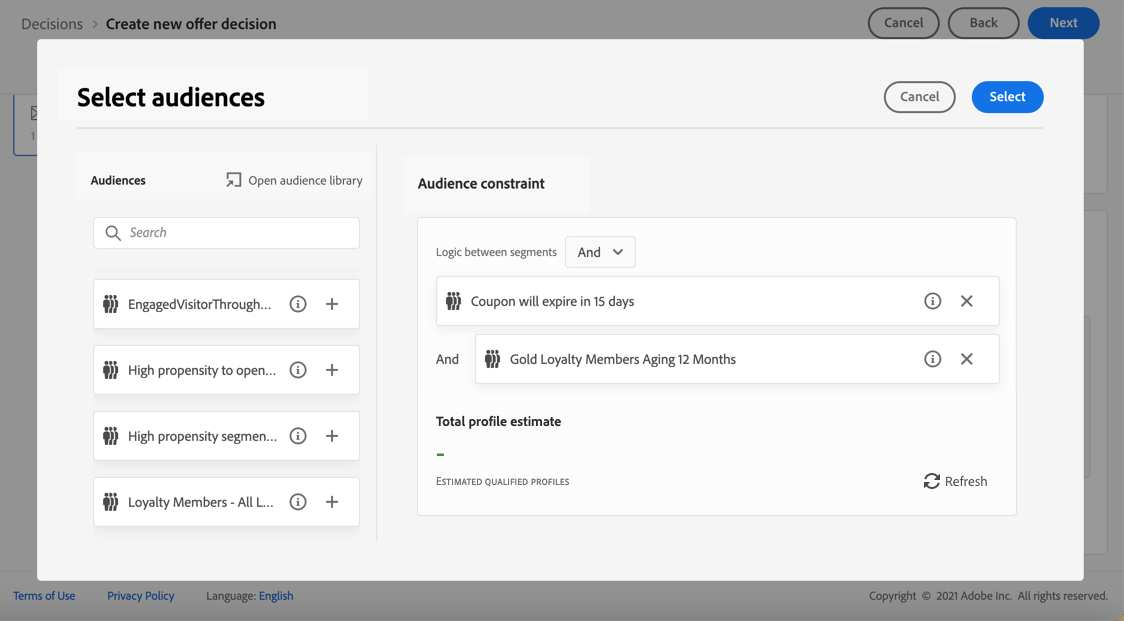 Decisions > Create new offer decision
Cancel
Back
Next
1
Select audiences
Cancel
Select
Audiences
Open audience library
Search
EngagedVisitorThrough...
High propensity to open...
High propensity segmen...
Loyalty Members - All L...
Audience constraint
Logic between segments And
Coupon will expire in 15 days
And Gold Loyalty Members Aging 12 Months
Total profile estimate
–
ESTIMATED QUALIFIED PROFILES
Refresh
Terms of Use Privacy Policy Language: English
Copyright © 2021 Adobe Inc. All rights reserved.